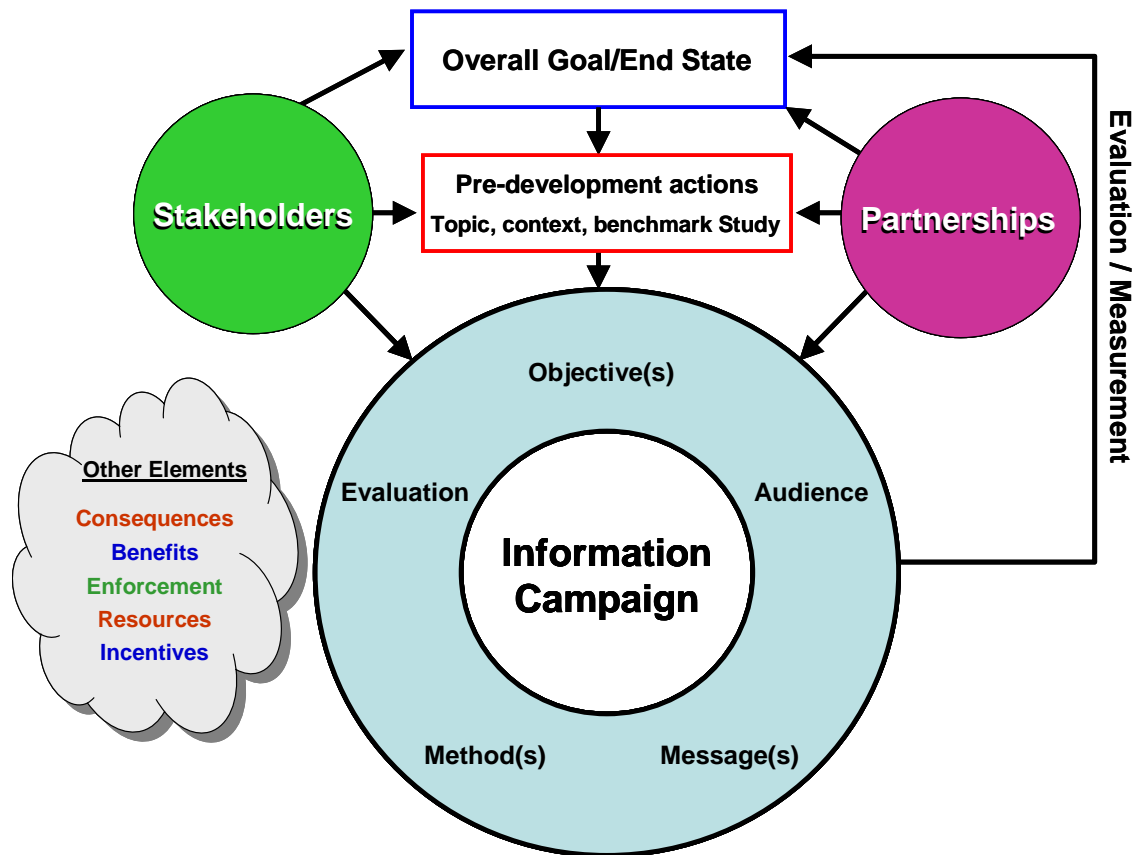 Overall Goal/End State
Stakeholders
Pre-development actions
Topic, context, benchmark Study
Partnerships
Evaluation / Measurement
Objective(s)
Evaluation
Audience
Information
Campaign
Method(s)
Message(s)
Other Elements
Consequences
Benefits
Enforcement
Resources
Incentives